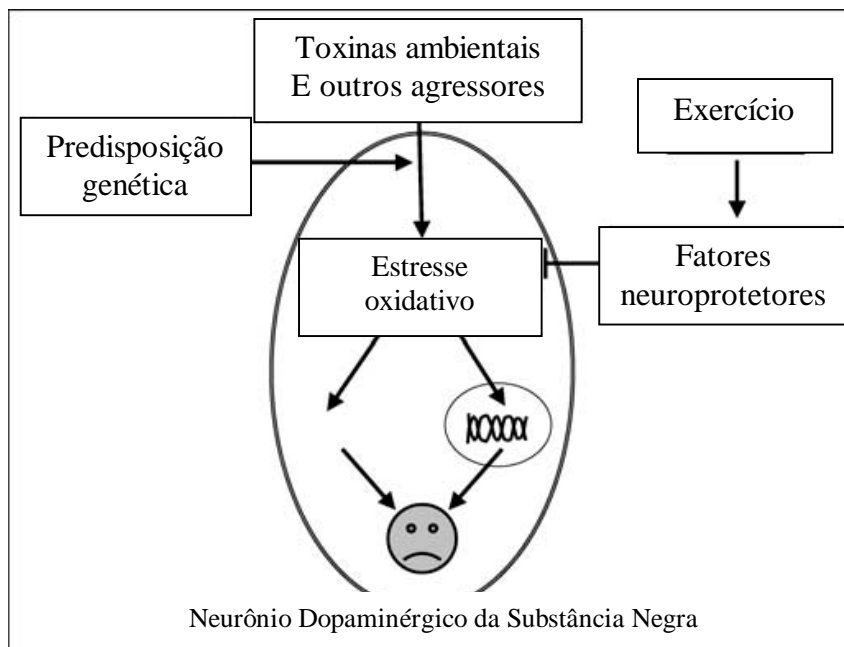 Toxinas ambientais
E outros agressores
Exercício
Predisposição
genética
Estresse
oxidativo
Fatores
neuroprotetores
Neurônio Dopaminérgico da Substância Negra